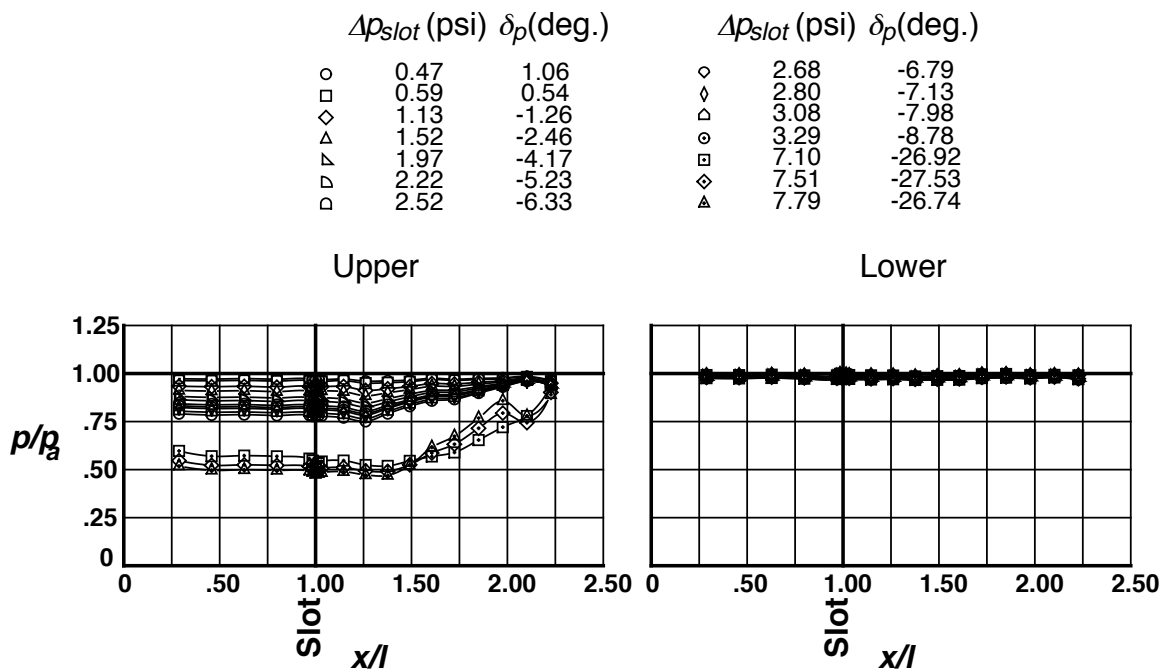 Δp_slot (psi) δ_p (deg.) Δp_slot (psi) δ_p (deg.)
0.47 1.06 2.68 -6.79
0.59 0.54 2.80 -7.13
1.13 -1.26 3.08 -7.98
1.52 -2.46 3.29 -8.78
1.97 -4.17 7.10 -26.92
2.22 -5.23 7.51 -27.53
2.52 -6.33 7.79 -26.74
Upper Lower
1.25
1.00
.75
.50
.25
0
p/p_a
0 .50 1.00 1.50 2.00 2.50
Slot
x/l
0 .50 1.00 1.50 2.00 2.50
Slot
x/l